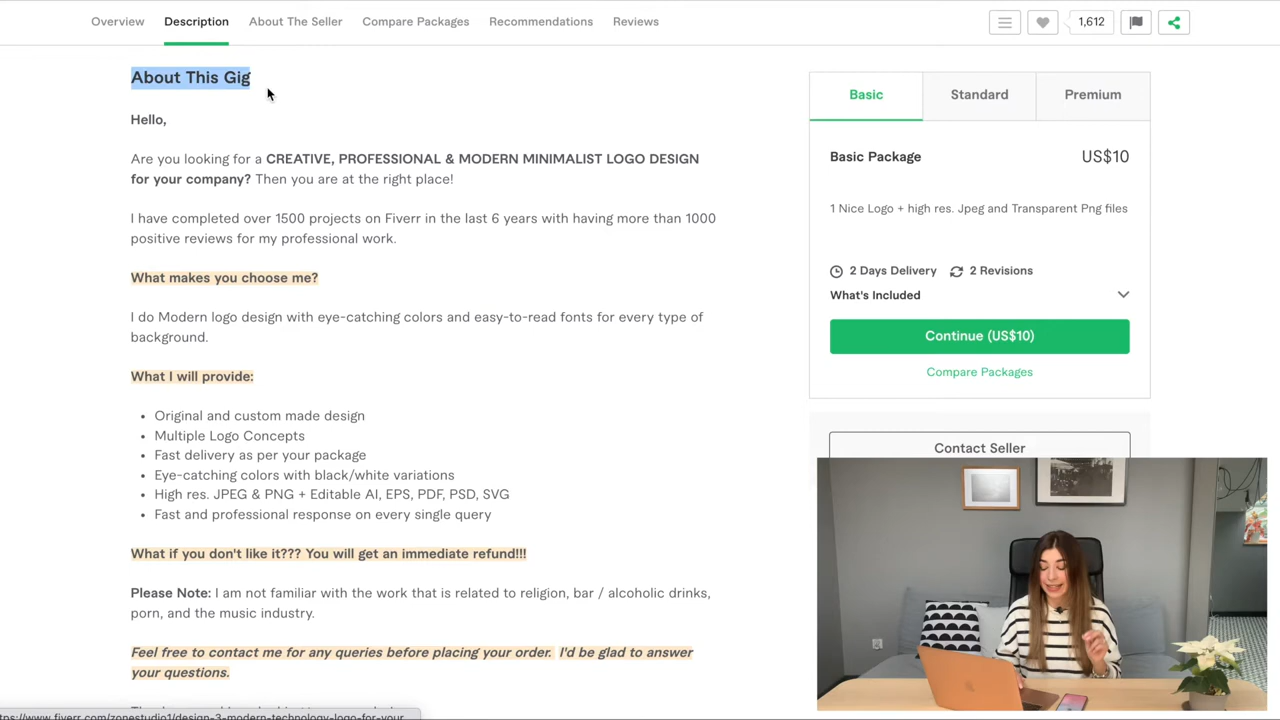 Overview Description About The Seller Compare Packages Recommendations Reviews 1,612
About This Gig
Hello,
Are you looking for a CREATIVE, PROFESSIONAL & MODERN MINIMALIST LOGO DESIGN
for your company? Then you are at the right place!
I have completed over 1500 projects on Fiverr in the last 6 years with having more than 1000
positive reviews for my professional work.
What makes you choose me?
I do Modern logo design with eye-catching colors and easy-to-read fonts for every type of
background.
What I will provide:
• Original and custom made design
• Multiple Logo Concepts
• Fast delivery as per your package
• Eye-catching colors with black/white variations
• High res. JPEG & PNG + Editable AI, EPS, PDF, PSD, SVG
• Fast and professional response on every single query
What if you don't like it??? You will get an immediate refund!!!
Please Note: I am not familiar with the work that is related to religion, bar / alcoholic drinks,
porn, and the music industry.
Feel free to contact me for any queries before placing your order. I'd be glad to answer
your questions.
Basic Standard Premium
Basic Package US$10
1 Nice Logo + high res. Jpeg and Transparent Png files
2 Days Delivery 2 Revisions
What's Included
Continue (US$10)
Compare Packages
Contact Seller